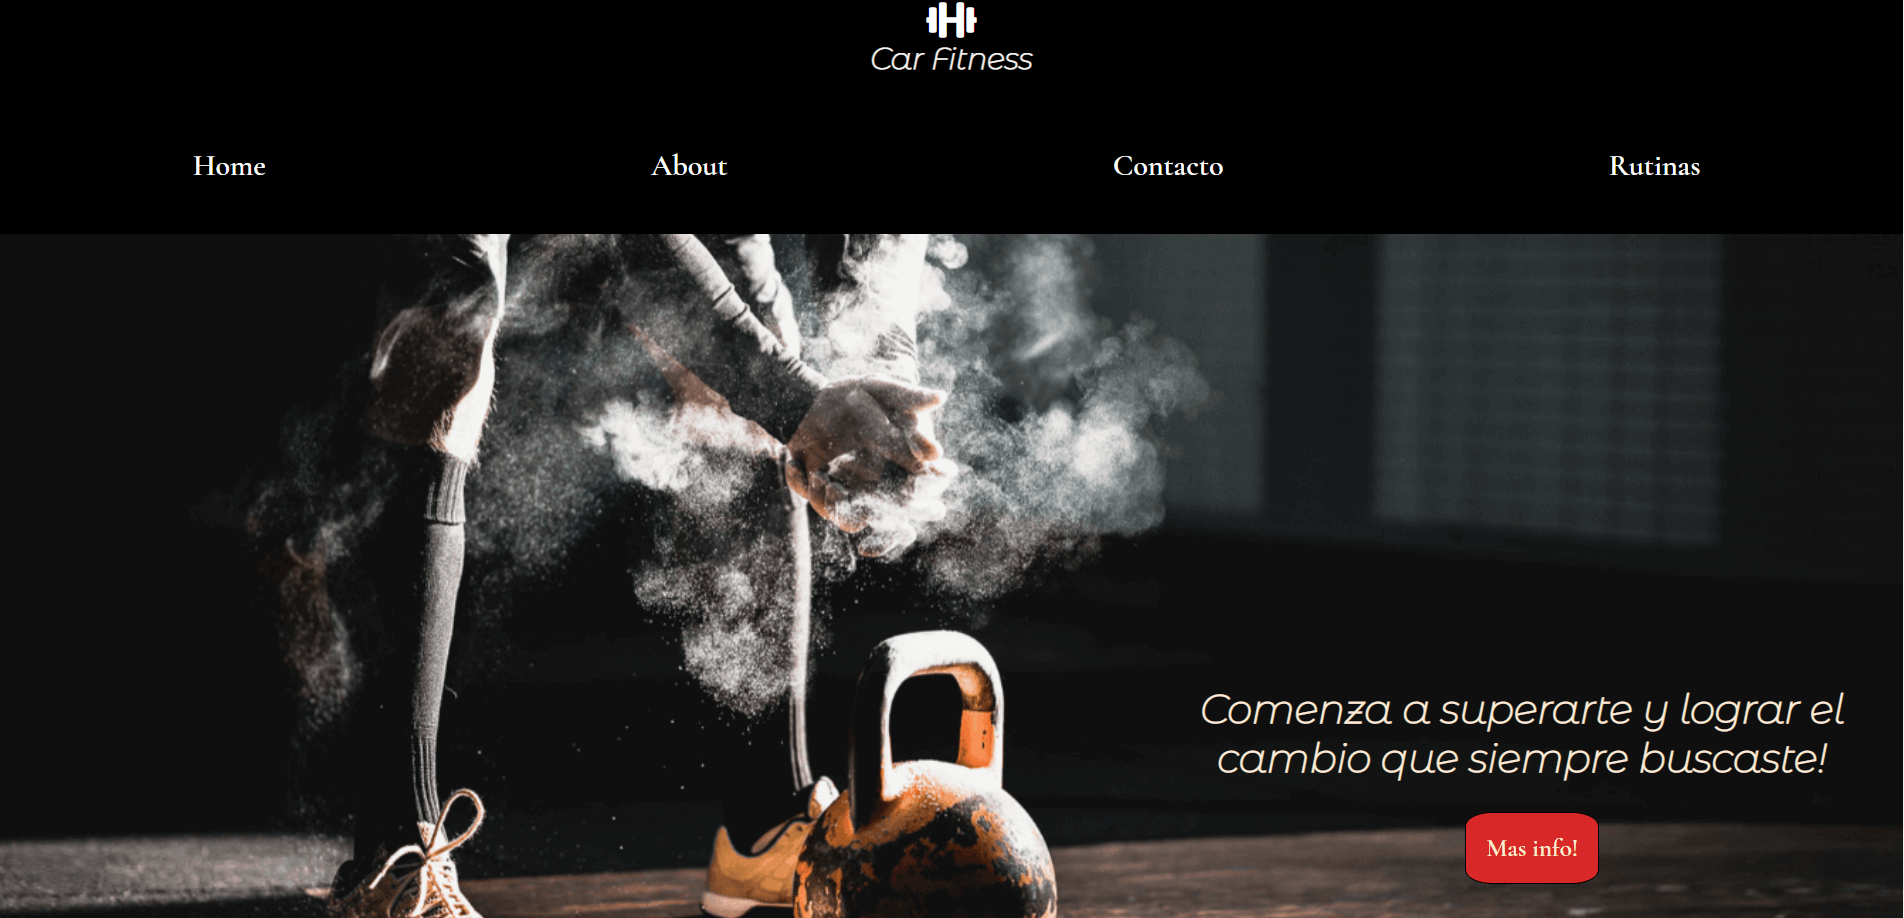 Car Fitness
Home About Contacto Rutinas
Comenza a superarte y lograr el
cambio que siempre buscaste!
Mas info!